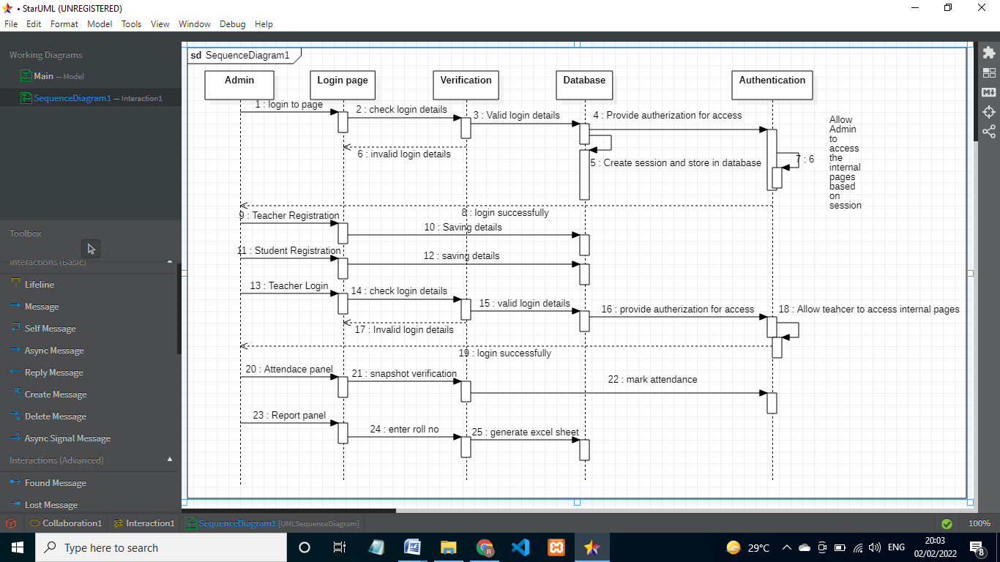 • StarUML (UNREGISTERED)
File Edit Format Model Tools View Window Debug Help
Working Diagrams
Main — Model
SequenceDiagram1 — Interaction1
Toolbox
Interactions (Basic)
Lifeline
Message
Self Message
Async Message
Reply Message
Create Message
Delete Message
Async Signal Message
Interactions (Advanced)
Found Message
Lost Message
sd SequenceDiagram1
Admin
Login page
Verification
Database
Authentication
1 : login to page
2 : check login details
3 : Valid login details
4 : Provide autherization for access
Allow
Admin
to
access
the
internal
pages
based
on
session
6 : invalid login details
5 : Create session and store in database
7 : 6
8 : login successfully
9 : Teacher Registration
10 : Saving details
11 : Student Registration
12 : saving details
13 : Teacher Login
14 : check login details
15 : valid login details
16 : provide autherization for access
18 : Allow teahcer to access internal pages
17 : Invalid login details
19 : login successfully
20 : Attendace panel
21 : snapshot verification
22 : mark attendance
23 : Report panel
24 : enter roll no
25 : generate excel sheet
M
Collaboration1 Interaction1 SequenceDiagram1 [UMLSequenceDiagram] 100%
Type here to search
29°C
ENG
20:03
02/02/2022
8